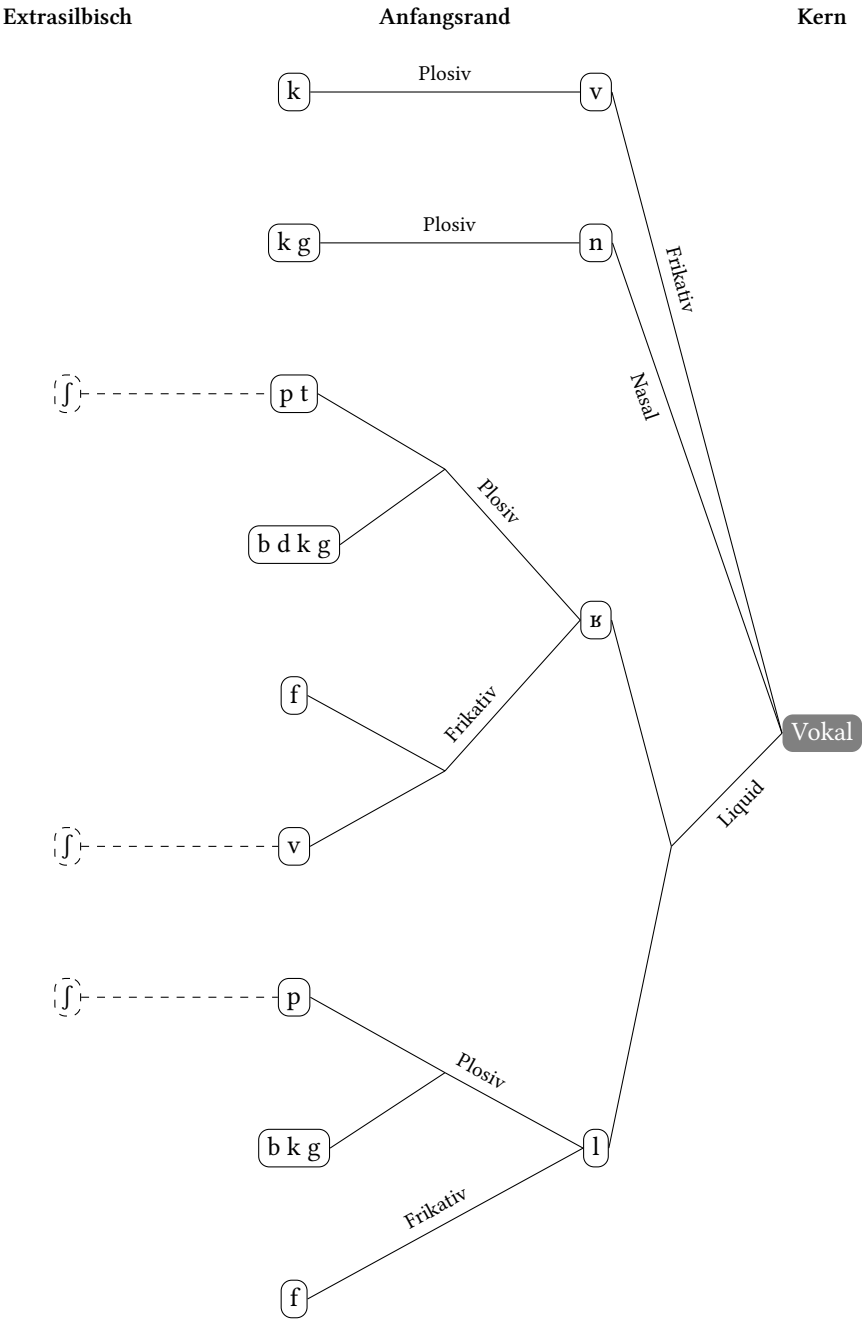 Extrasilbisch Anfangsrand Kern
Plosiv
k v
Plosiv
k g n
Frikativ
Nasal
ʃ p t
Plosiv
b d k g
ʁ
f
Frikativ
Vokal
Liquid
ʃ v
ʃ p
Plosiv
b k g l
Frikativ
f